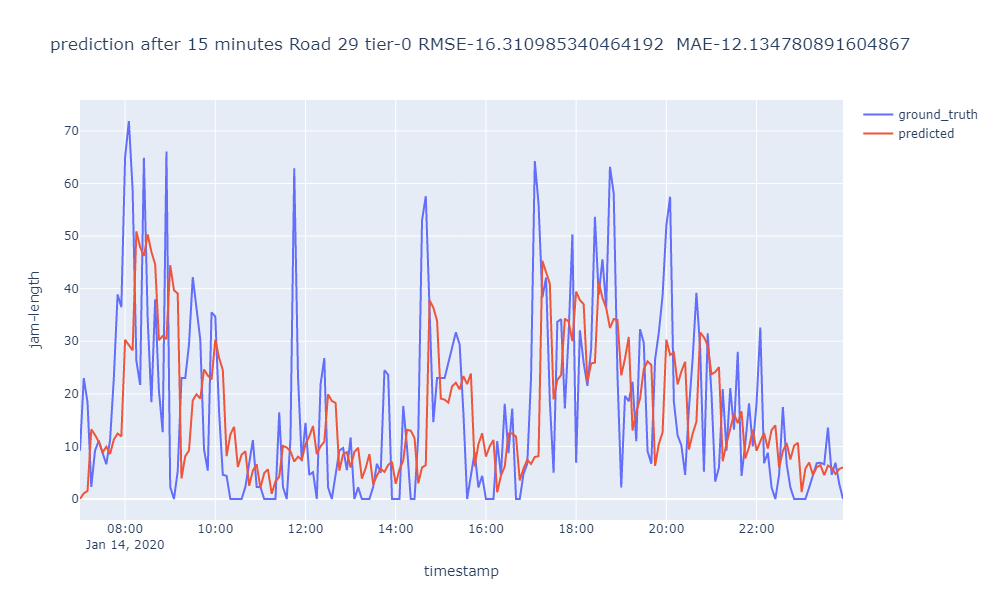 prediction after 15 minutes Road 29 tier-0 RMSE-16.310985340464192  MAE-12.134780891604867
ground_truth
predicted
70
60
50
40
30
20
10
0
jam-length
08:00 10:00 12:00 14:00 16:00 18:00 20:00 22:00
Jan 14, 2020
timestamp